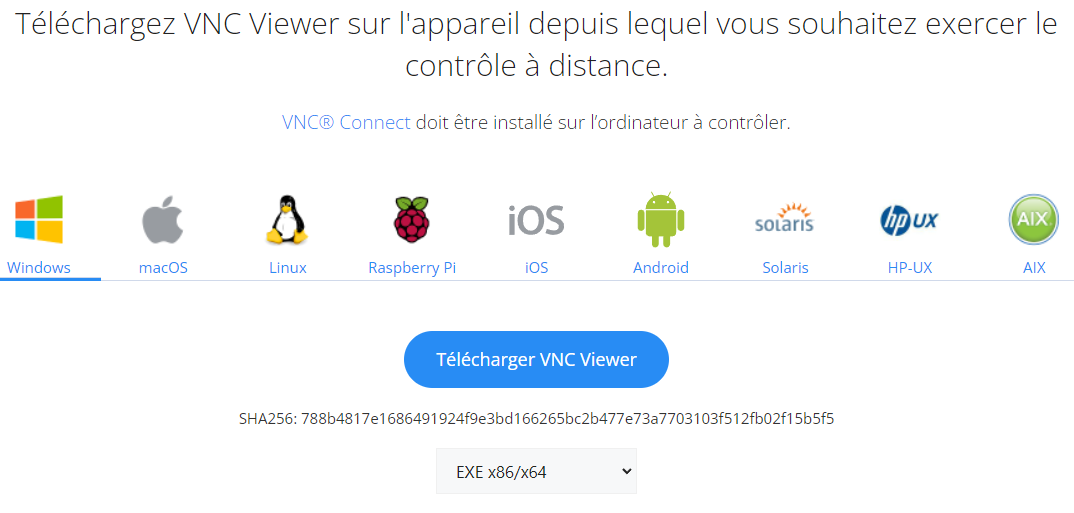 Téléchargez VNC Viewer sur l'appareil depuis lequel vous souhaitez exercer le
contrôle à distance.
VNC® Connect doit être installé sur l’ordinateur à contrôler.
iOS
solaris
hp UX
AIX
Windows
macOS
Linux
Raspberry Pi
iOS
Android
Solaris
HP-UX
AIX
Télécharger VNC Viewer
SHA256: 788b4817e1686491924f9e3bd166265bc2b477e73a7703103f512fb02f15b5f5
EXE x86/x64